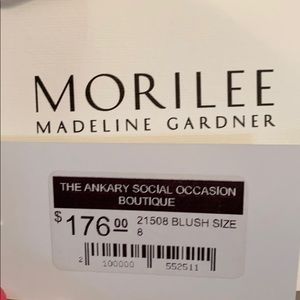 MORILEE
MADELINE GARDNER
THE ANKARY SOCIAL OCCASION
BOUTIQUE
$176.00 21508 BLUSH SIZE
8
2 100000 552511